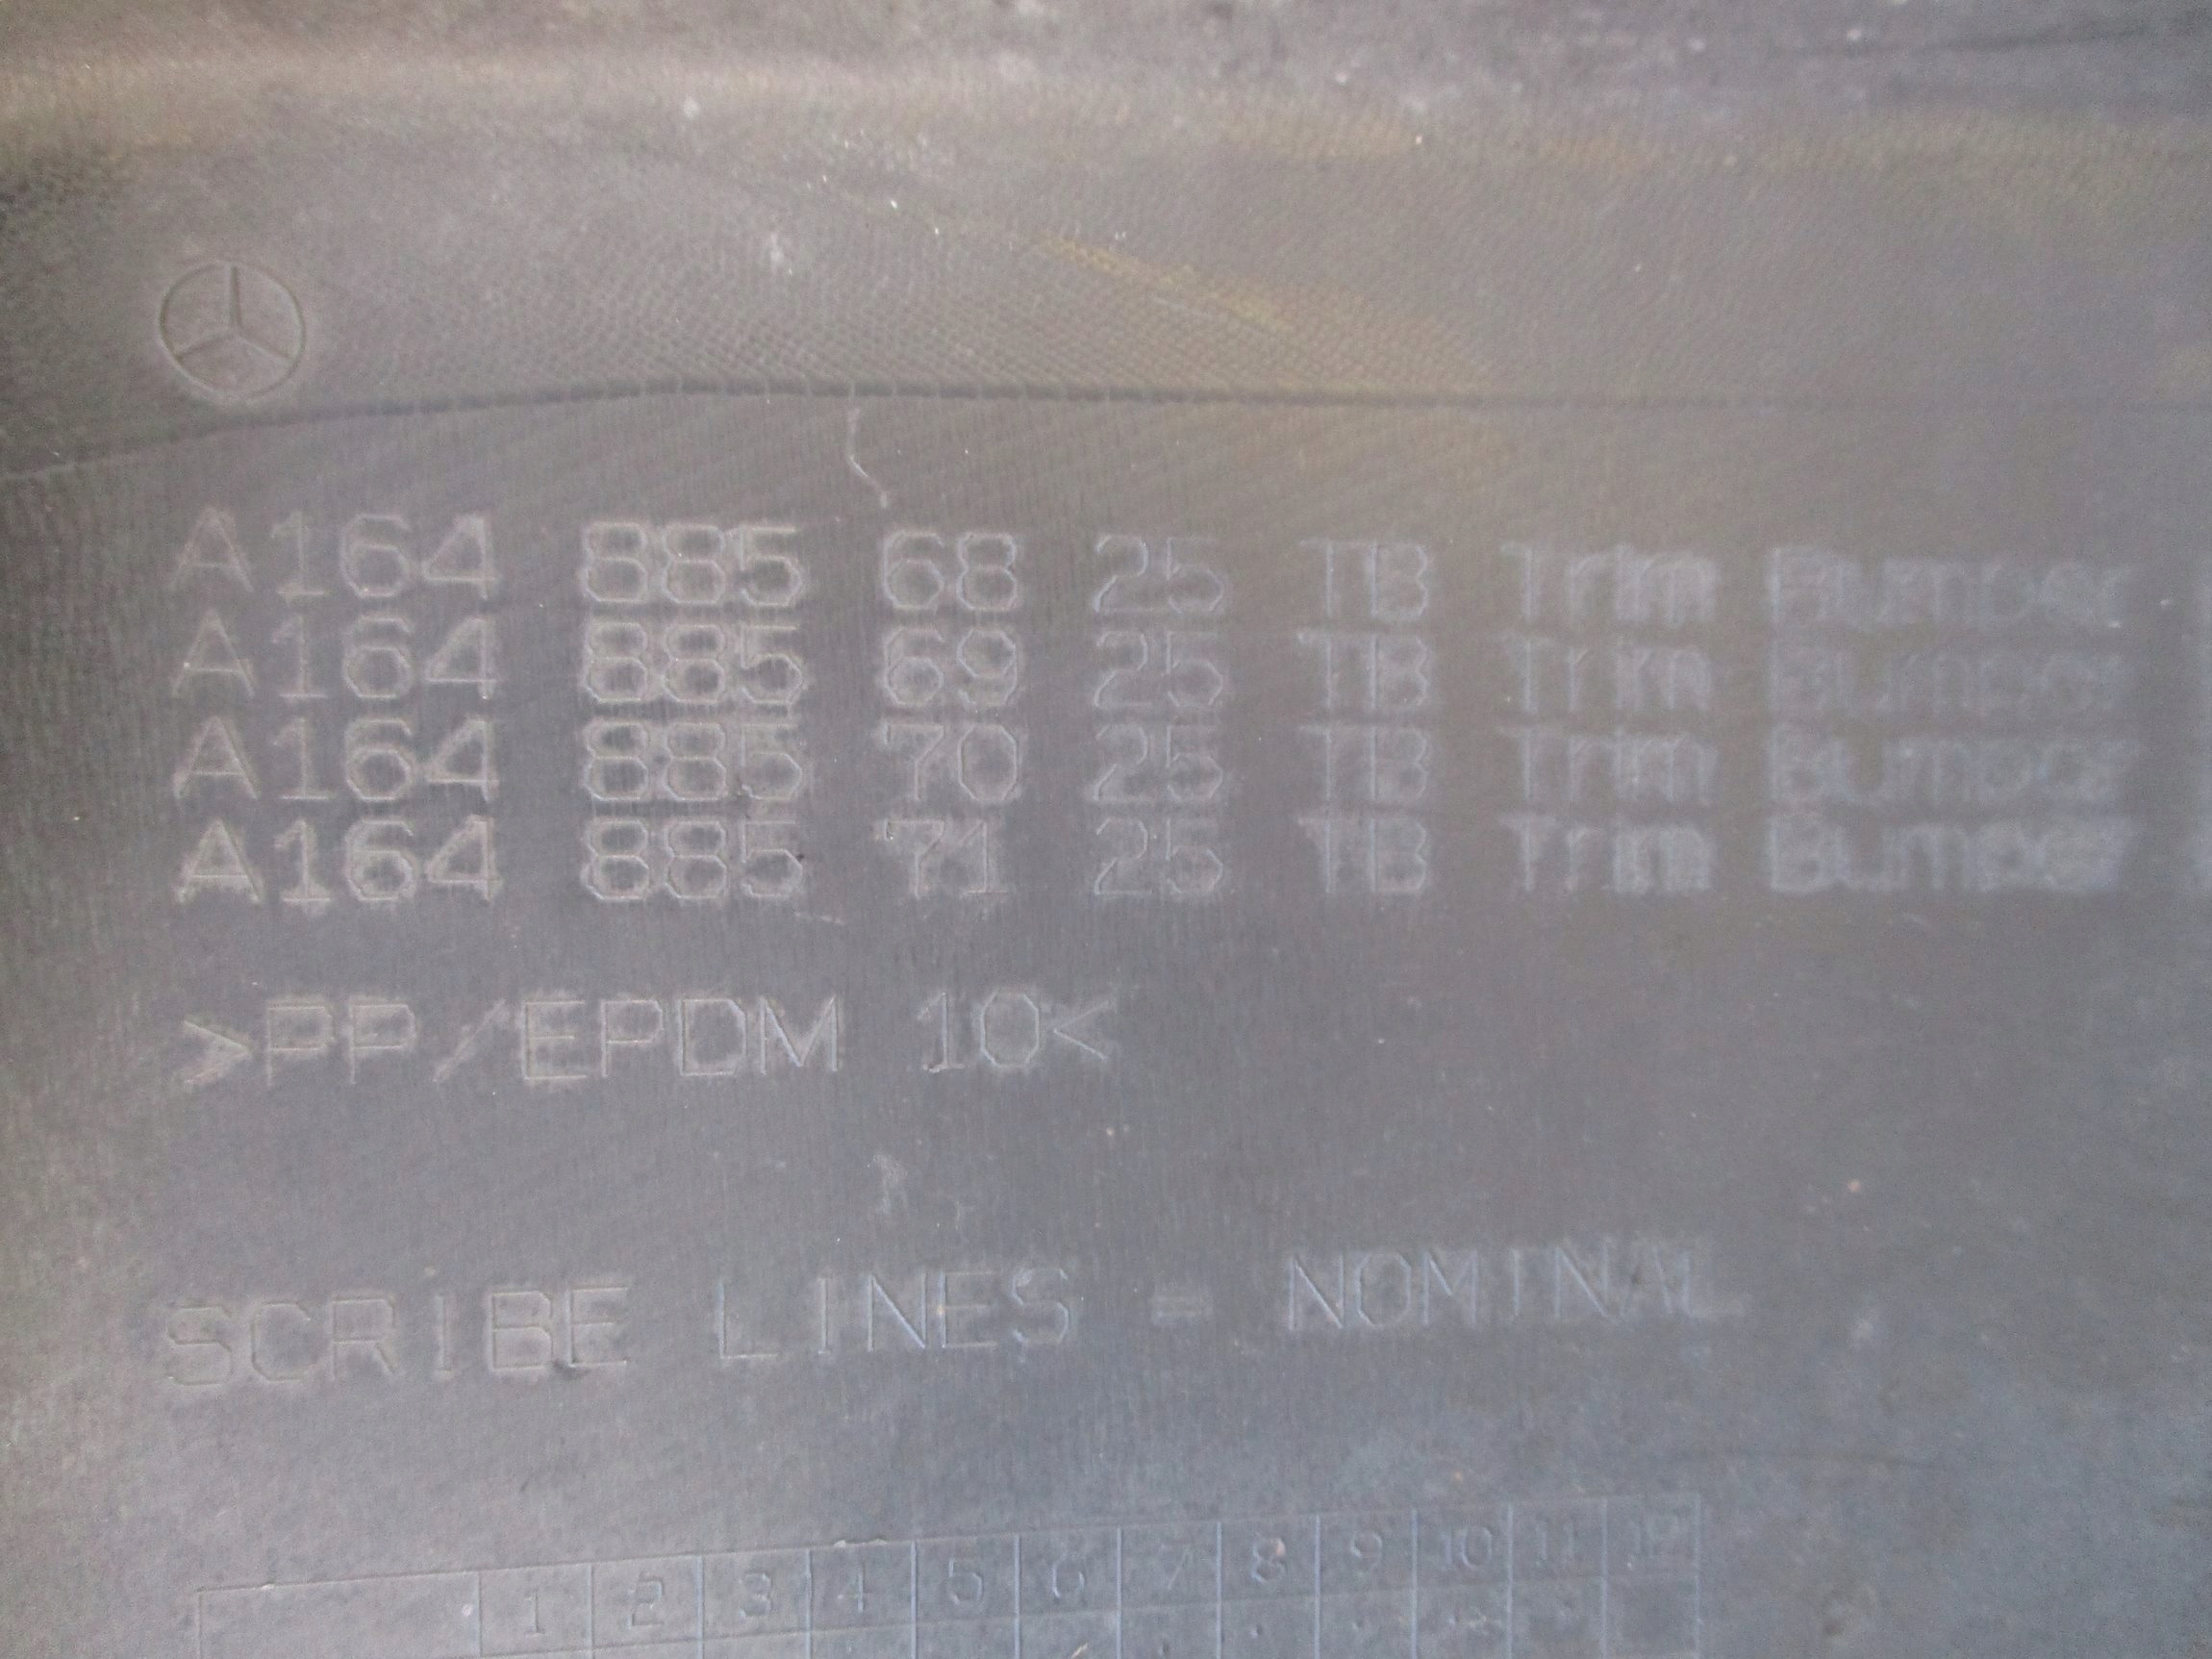 A164 885 68 25 TB Trim Bumper
A164 885 69 25 TB Trim Bumper
A164 885 70 25 TB Trim Bumper
A164 885 71 25 TB Trim Bumper
>PP/EPDM 10<
SCRIBE LINES = NOMINAL
1 2 3 4 5 6 7 8 9 10 11 12